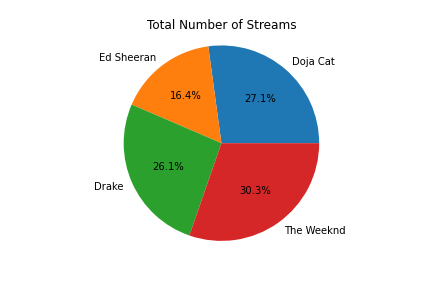 Total Number of Streams
Ed Sheeran
Doja Cat
16.4%
27.1%
26.1%
Drake
30.3%
The Weeknd